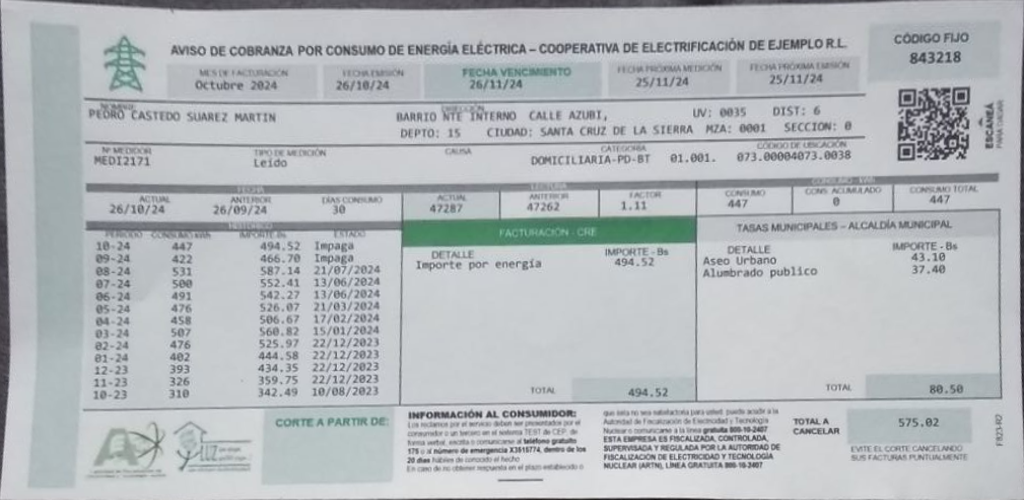 AVISO DE COBRANZA POR CONSUMO DE ENERGÍA ELÉCTRICA – COOPERATIVA DE ELECTRIFICACIÓN DE EJEMPLO R.L.
CÓDIGO FIJO
843218
MES DE FACTURACIÓN
Octubre 2024
FECHA EMISIÓN
26/10/24
FECHA VENCIMIENTO
26/11/24
FECHA PRÓXIMA MEDICIÓN
25/11/24
FECHA PRÓXIMA EMISIÓN
25/11/24
NOMBRE
PEDRO CASTEDO SUAREZ MARTIN
DIRECCIÓN
BARRIO NTE INTERNO CALLE AZUBI, UV: 0035 DIST: 6
DEPTO: 15 CIUDAD: SANTA CRUZ DE LA SIERRA MZA: 0001 SECCION: 0
ESCANEÁ
PARA PAGAR
Nº MEDIDOR TIPO DE MEDICIÓN CAUSA CATEGORÍA CÓDIGO DE UBICACIÓN
MEDI2171 Leído DOMICILIARIA-PD-BT 01.001. 073.00004073.0038
FECHA LECTURA CONSUMO - kWh
ACTUAL ANTERIOR DÍAS CONSUMO ACTUAL ANTERIOR FACTOR CONSUMO CONS ACUMULADO CONSUMO TOTAL
26/10/24 26/09/24 30 47287 47262 1.11 447 0 447
HISTÓRICO
PERIODO CONSUMO kWh IMPORTE-Bs ESTADO
10-24 447 494.52 Impaga
09-24 422 466.70 Impaga
08-24 531 587.14 21/07/2024
07-24 500 552.41 13/06/2024
06-24 491 542.27 13/06/2024
05-24 476 526.07 21/03/2024
04-24 458 506.67 17/02/2024
03-24 507 560.82 15/01/2024
02-24 476 525.97 22/12/2023
01-24 402 444.58 22/12/2023
12-23 393 434.35 22/12/2023
11-23 326 359.75 22/12/2023
10-23 310 342.49 10/08/2023
FACTURACIÓN - CRE
DETALLE IMPORTE - Bs
Importe por energía 494.52
TOTAL 494.52
TASAS MUNICIPALES – ALCALDÍA MUNICIPAL
DETALLE IMPORTE - Bs
Aseo Urbano 43.10
Alumbrado publico 37.40
TOTAL 80.50
LUZ
CORTE A PARTIR DE:
INFORMACIÓN AL CONSUMIDOR:
Los reclamos por el servicio deben ser presentados por el
consumidor o un tercero en el sistema TEST de CEP, de
forma verbal, escrita o comunicarse al teléfono gratuito
175 o al número de emergencia X3515774, dentro de los
20 días hábiles de conocido el hecho
En caso de no obtener respuesta en el plazo establecido o
que ésta no sea satisfactoria para usted, puede acudir a la
Autoridad de Fiscalización de Electricidad y Tecnología
Nuclear o comunicarse a la línea gratuita 800-10-2407
ESTA EMPRESA ES FISCALIZADA, CONTROLADA,
SUPERVISADA Y REGULADA POR LA AUTORIDAD DE
FISCALIZACIÓN DE ELECTRICIDAD Y TECNOLOGÍA
NUCLEAR (ARTN), LÍNEA GRATUITA 800-10-2407
TOTAL A
CANCELAR
575.02
EVITE EL CORTE CANCELANDO
SUS FACTURAS PUNTUALMENTE
F823-R2